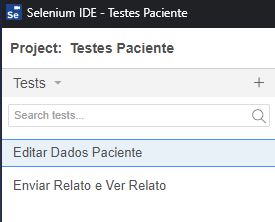 Se Selenium IDE - Testes Paciente
Project: Testes Paciente
Tests
Search tests...
Editar Dados Paciente
Enviar Relato e Ver Relato